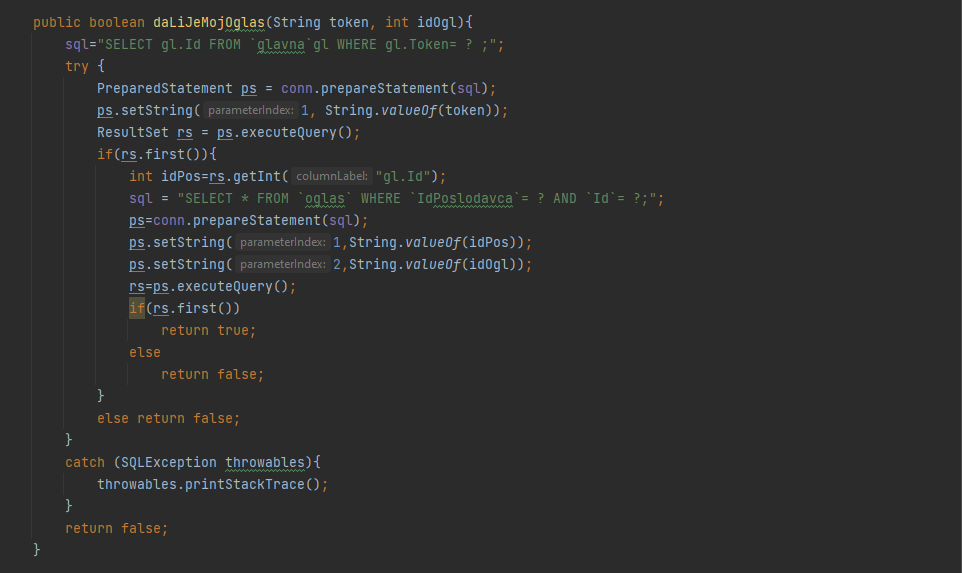 public boolean daLiJeMojOglas(String token, int idOgl){
    sql="SELECT gl.Id FROM `glavna`gl WHERE gl.Token= ? ;";
    try {
        PreparedStatement ps = conn.prepareStatement(sql);
        ps.setString( parameterIndex: 1, String.valueOf(token));
        ResultSet rs = ps.executeQuery();
        if(rs.first()){
            int idPos=rs.getInt( columnLabel: "gl.Id");
            sql = "SELECT * FROM `oglas` WHERE `IdPoslodavca`= ? AND `Id`= ?;";
            ps=conn.prepareStatement(sql);
            ps.setString( parameterIndex: 1,String.valueOf(idPos));
            ps.setString( parameterIndex: 2,String.valueOf(idOgl));
            rs=ps.executeQuery();
            if(rs.first())
                return true;
            else
                return false;
        }
        else return false;
    }
    catch (SQLException throwables){
        throwables.printStackTrace();
    }
    return false;
}